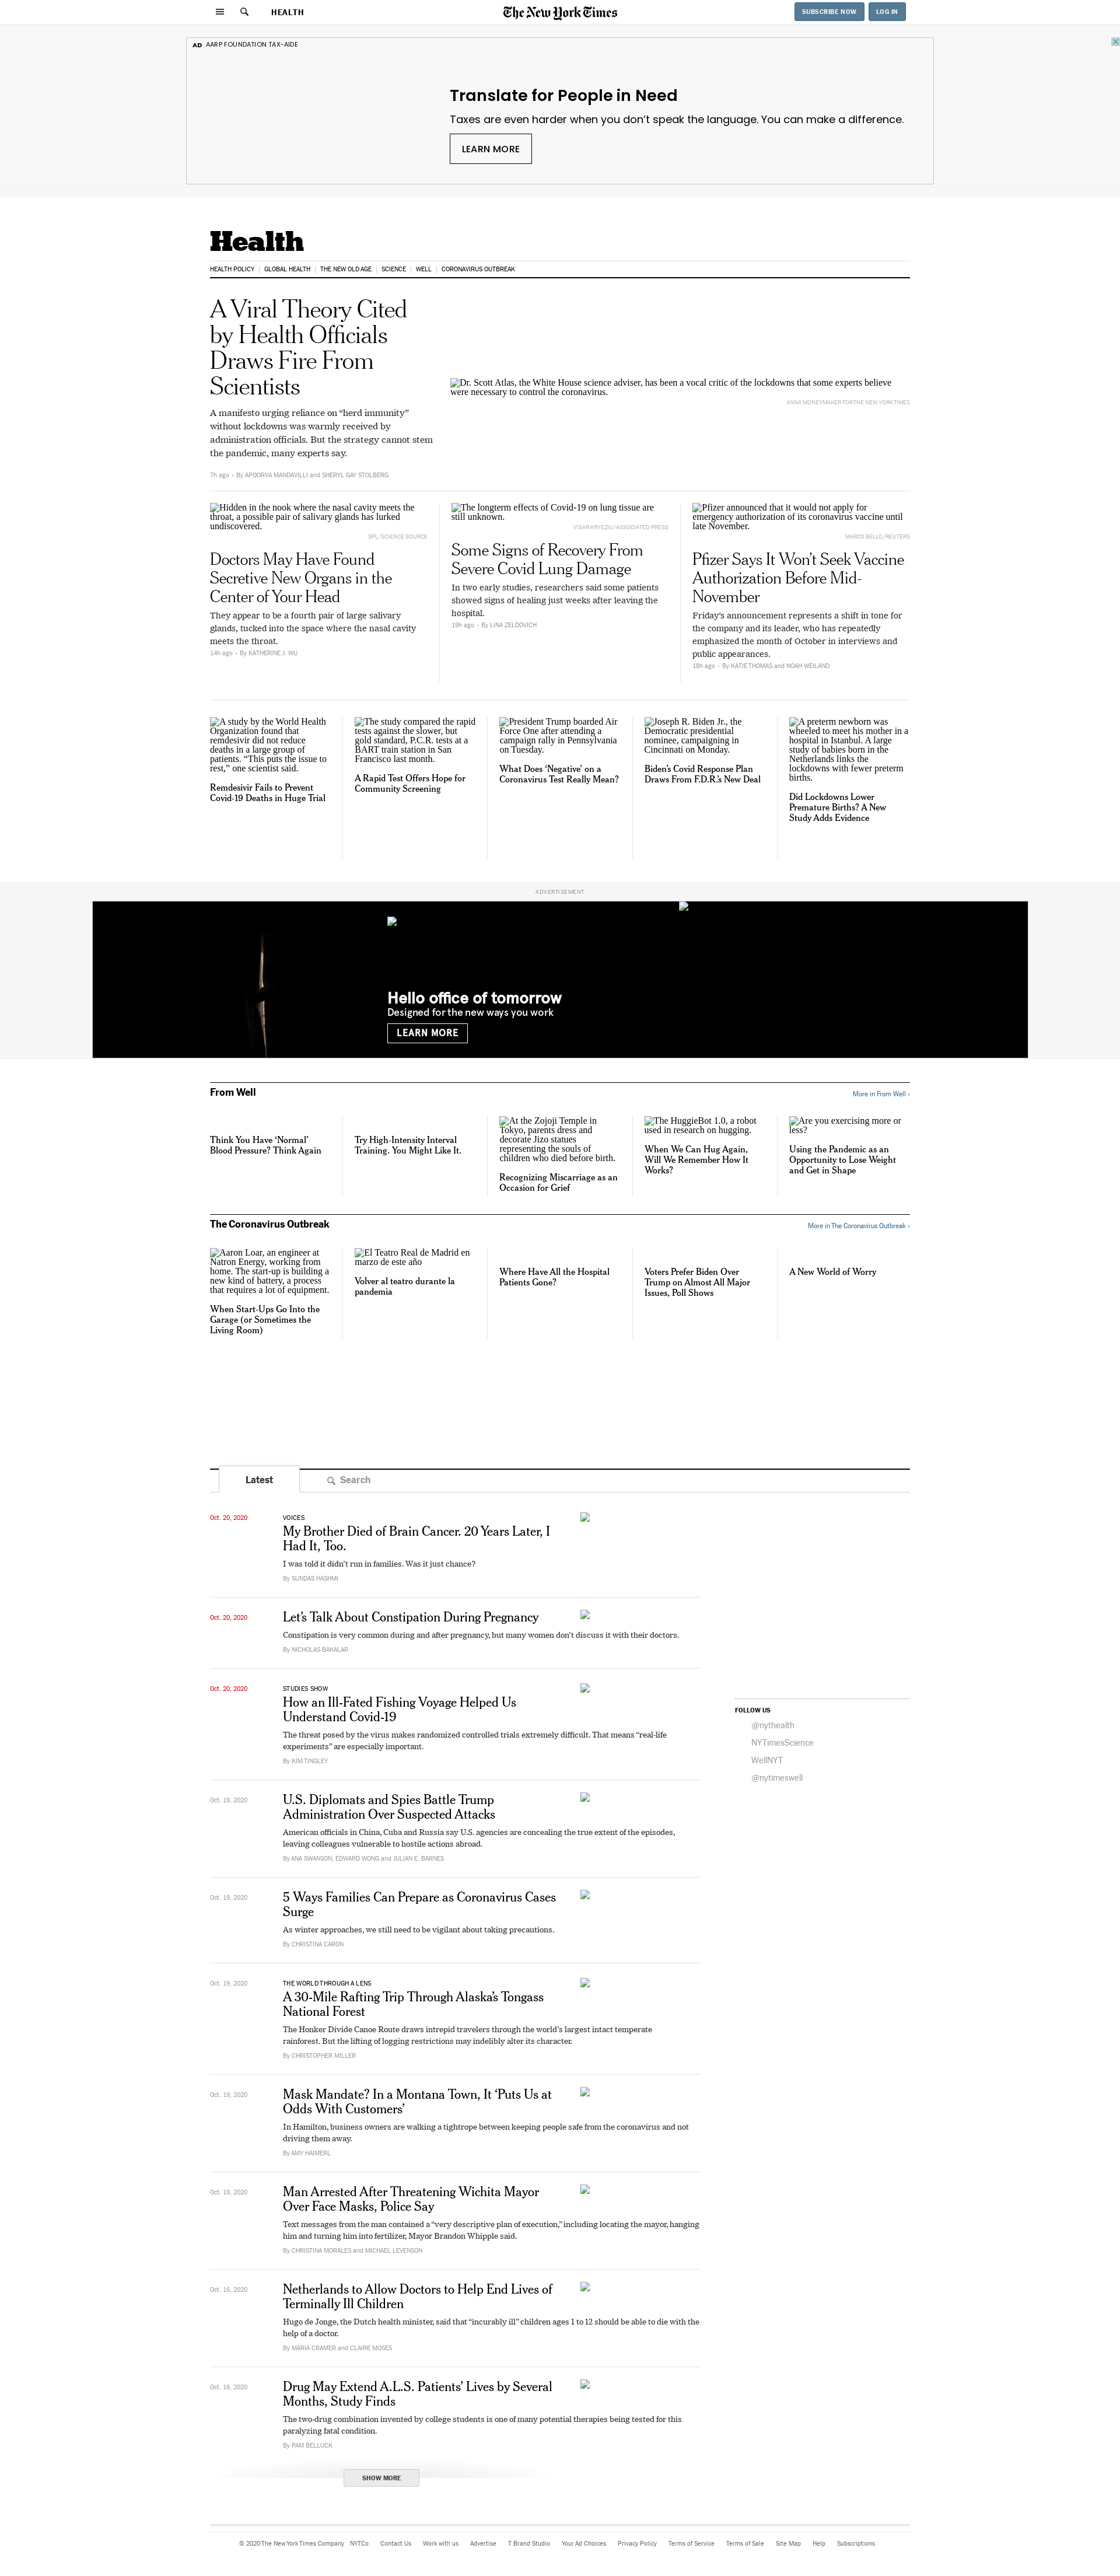 HEALTH
The New York Times
SUBSCRIBE NOW
LOG IN
AD AARP FOUNDATION TAX-AIDE
Translate for People in Need
Taxes are even harder when you don't speak the language. You can make a difference.
LEARN MORE
Health
HEALTH POLICY
GLOBAL HEALTH
THE NEW OLD AGE
SCIENCE
WELL
CORONAVIRUS OUTBREAK
A Viral Theory Cited
by Health Officials
Draws Fire From
Scientists
A manifesto urging reliance on “herd immunity”
without lockdowns was warmly received by
administration officials. But the strategy cannot stem
the pandemic, many experts say.
7h ago • By APOORVA MANDAVILLI and SHERYL GAY STOLBERG
Dr. Scott Atlas, the White House science adviser, has been a vocal critic of the lockdowns that some experts believe
were necessary to control the coronavirus.
ANNA MONEYMAKER FOR THE NEW YORK TIMES
Hidden in the nook where the nasal cavity meets the
throat, a possible pair of salivary glands has lurked
undiscovered.
SPL/SCIENCE SOURCE
Doctors May Have Found
Secretive New Organs in the
Center of Your Head
They appear to be a fourth pair of large salivary
glands, tucked into the space where the nasal cavity
meets the throat.
14h ago • By KATHERINE J. WU
The longterm effects of Covid-19 on lung tissue are
still unknown.
VISAR KRYEZIU/ASSOCIATED PRESS
Some Signs of Recovery From
Severe Covid Lung Damage
In two early studies, researchers said some patients
showed signs of healing just weeks after leaving the
hospital.
19h ago • By LINA ZELDOVICH
Pfizer announced that it would not apply for
emergency authorization of its coronavirus vaccine until
late November.
MARCO BELLO/REUTERS
Pfizer Says It Won’t Seek Vaccine
Authorization Before Mid-
November
Friday’s announcement represents a shift in tone for
the company and its leader, who has repeatedly
emphasized the month of October in interviews and
public appearances.
18h ago • By KATIE THOMAS and NOAH WEILAND
A study by the World Health
Organization found that
remdesivir did not reduce
deaths in a large group of
patients. “This puts the issue to
rest,” one scientist said.
Remdesivir Fails to Prevent
Covid-19 Deaths in Huge Trial
The study compared the rapid
tests against the slower, but
gold standard, P.C.R. tests at a
BART train station in San
Francisco last month.
A Rapid Test Offers Hope for
Community Screening
President Trump boarded Air
Force One after attending a
campaign rally in Pennsylvania
on Tuesday.
What Does ‘Negative’ on a
Coronavirus Test Really Mean?
Joseph R. Biden Jr., the
Democratic presidential
nominee, campaigning in
Cincinnati on Monday.
Biden’s Covid Response Plan
Draws From F.D.R.’s New Deal
A preterm newborn was
wheeled to meet his mother in a
hospital in Istanbul. A large
study of babies born in the
Netherlands links the
lockdowns with fewer preterm
births.
Did Lockdowns Lower
Premature Births? A New
Study Adds Evidence
ADVERTISEMENT
Hello office of tomorrow
Designed for the new ways you work
LEARN MORE
From Well
More in From Well ›
Think You Have ‘Normal’
Blood Pressure? Think Again
Try High-Intensity Interval
Training. You Might Like It.
At the Zojoji Temple in
Tokyo, parents dress and
decorate Jizo statues
representing the souls of
children who died before birth.
Recognizing Miscarriage as an
Occasion for Grief
The HuggieBot 1.0, a robot
used in research on hugging.
When We Can Hug Again,
Will We Remember How It
Works?
Are you exercising more or
less?
Using the Pandemic as an
Opportunity to Lose Weight
and Get in Shape
The Coronavirus Outbreak
More in The Coronavirus Outbreak ›
Aaron Loar, an engineer at
Natron Energy, working from
home. The start-up is building a
new kind of battery, a process
that requires a lot of equipment.
When Start-Ups Go Into the
Garage (or Sometimes the
Living Room)
El Teatro Real de Madrid en
marzo de este año
Volver al teatro durante la
pandemia
Where Have All the Hospital
Patients Gone?
Voters Prefer Biden Over
Trump on Almost All Major
Issues, Poll Shows
A New World of Worry
Latest
Search
Oct. 20, 2020
VOICES
My Brother Died of Brain Cancer. 20 Years Later, I
Had It, Too.
I was told it didn’t run in families. Was it just chance?
By SUNDAS HASHMI
Oct. 20, 2020
Let’s Talk About Constipation During Pregnancy
Constipation is very common during and after pregnancy, but many women don’t discuss it with their doctors.
By NICHOLAS BAKALAR
Oct. 20, 2020
STUDIES SHOW
How an Ill-Fated Fishing Voyage Helped Us
Understand Covid-19
The threat posed by the virus makes randomized controlled trials extremely difficult. That means “real-life
experiments” are especially important.
By KIM TINGLEY
FOLLOW US
@nythealth
NYTimesScience
WellNYT
@nytimeswell
Oct. 19, 2020
U.S. Diplomats and Spies Battle Trump
Administration Over Suspected Attacks
American officials in China, Cuba and Russia say U.S. agencies are concealing the true extent of the episodes,
leaving colleagues vulnerable to hostile actions abroad.
By ANA SWANSON, EDWARD WONG and JULIAN E. BARNES
Oct. 19, 2020
5 Ways Families Can Prepare as Coronavirus Cases
Surge
As winter approaches, we still need to be vigilant about taking precautions.
By CHRISTINA CARON
Oct. 19, 2020
THE WORLD THROUGH A LENS
A 30-Mile Rafting Trip Through Alaska’s Tongass
National Forest
The Honker Divide Canoe Route draws intrepid travelers through the world’s largest intact temperate
rainforest. But the lifting of logging restrictions may indelibly alter its character.
By CHRISTOPHER MILLER
Oct. 19, 2020
Mask Mandate? In a Montana Town, It ‘Puts Us at
Odds With Customers’
In Hamilton, business owners are walking a tightrope between keeping people safe from the coronavirus and not
driving them away.
By AMY HAIMERL
Oct. 18, 2020
Man Arrested After Threatening Wichita Mayor
Over Face Masks, Police Say
Text messages from the man contained a “very descriptive plan of execution,” including locating the mayor, hanging
him and turning him into fertilizer, Mayor Brandon Whipple said.
By CHRISTINA MORALES and MICHAEL LEVENSON
Oct. 16, 2020
Netherlands to Allow Doctors to Help End Lives of
Terminally Ill Children
Hugo de Jonge, the Dutch health minister, said that “incurably ill” children ages 1 to 12 should be able to die with the
help of a doctor.
By MARIA CRAMER and CLAIRE MOSES
Oct. 16, 2020
Drug May Extend A.L.S. Patients’ Lives by Several
Months, Study Finds
The two-drug combination invented by college students is one of many potential therapies being tested for this
paralyzing fatal condition.
By PAM BELLUCK
SHOW MORE
© 2020 The New York Times Company
NYTCo
Contact Us
Work with us
Advertise
T Brand Studio
Your Ad Choices
Privacy Policy
Terms of Service
Terms of Sale
Site Map
Help
Subscriptions